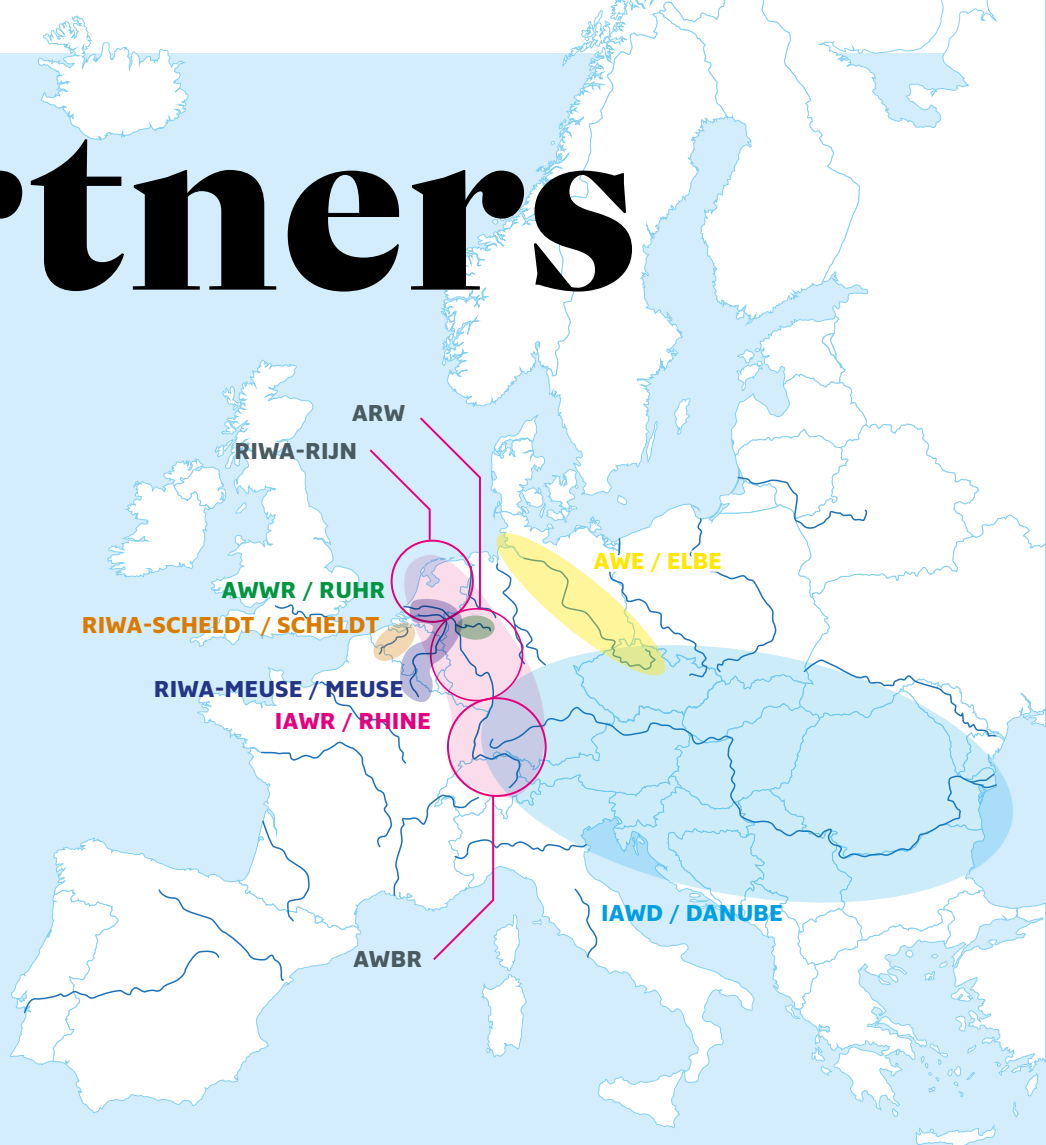 rtners
ARW
RIWA-RIJN
AWE / ELBE
AWWR / RUHR
RIWA-SCHELDT / SCHELDT
RIWA-MEUSE / MEUSE
IAWR / RHINE
IAWD / DANUBE
AWBR